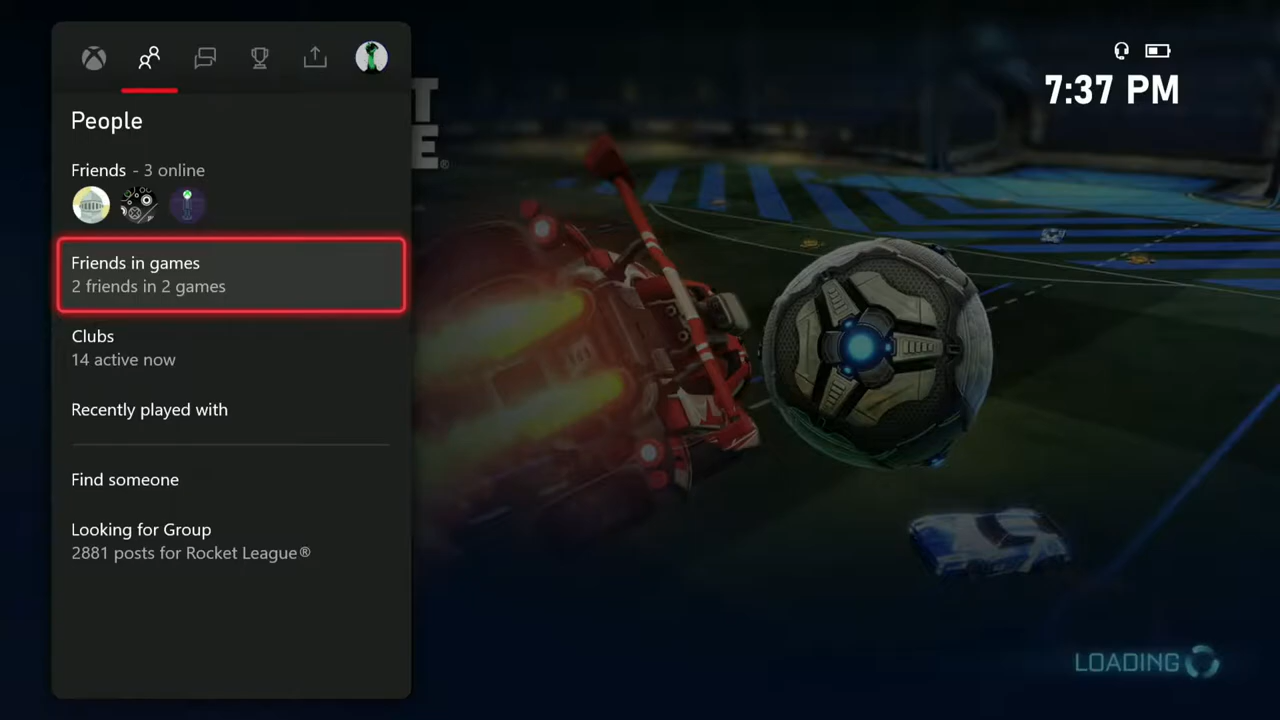 7:37 PM
People
Friends - 3 online
Friends in games
2 friends in 2 games
Clubs
14 active now
Recently played with
Find someone
Looking for Group
2881 posts for Rocket League®
LOADING